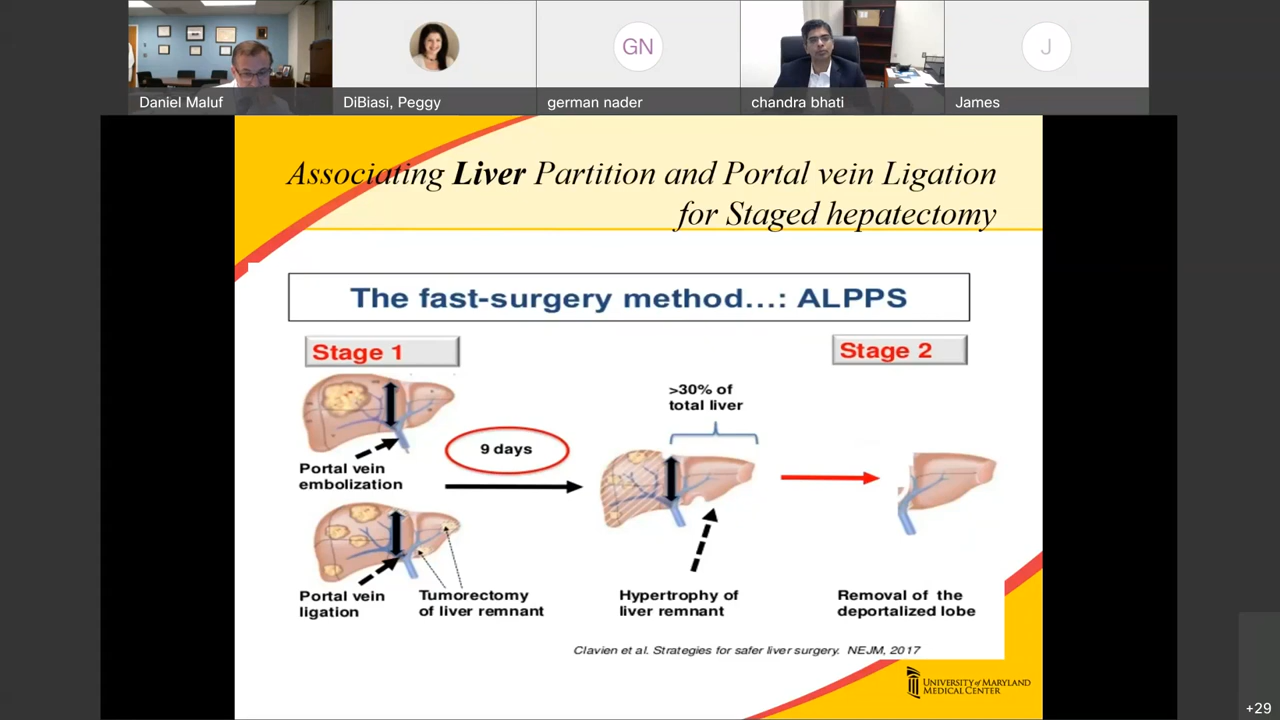 Daniel Maluf
DiBiasi, Peggy
GN
german nader
chandra bhati
J
James
Associating Liver Partition and Portal vein Ligation
for Staged hepatectomy
The fast-surgery method...: ALPPS
Stage 1
Stage 2
>30% of
total liver
9 days
Portal vein
embolization
Portal vein
ligation
Tumorectomy
of liver remnant
Hypertrophy of
liver remnant
Removal of the
deportalized lobe
Clavien et al. Strategies for safer liver surgery. NEJM, 2017
UNIVERSITY of MARYLAND
MEDICAL CENTER
+29